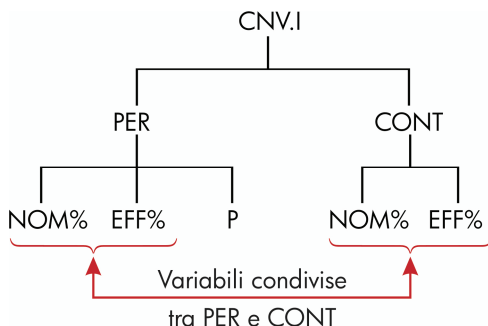 CNV.I
PER CONT
NOM% EFF% P NOM% EFF%
Variabili condivise
tra PER e CONT